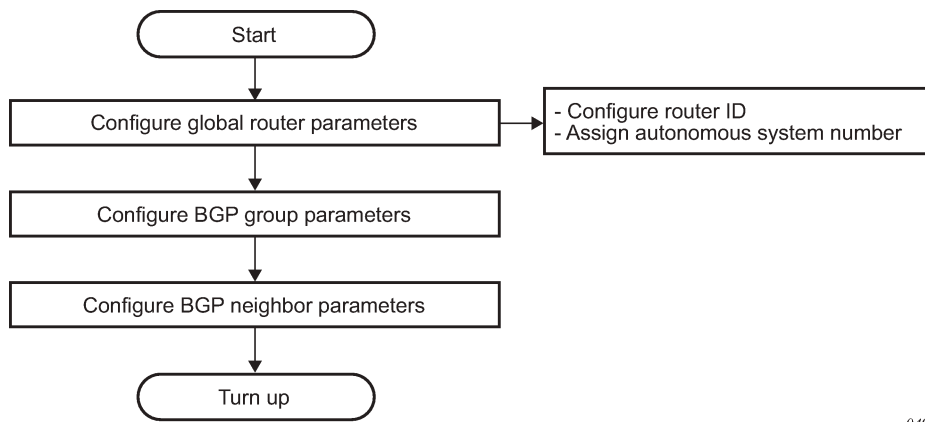 Start
Configure global router parameters
- Configure router ID
- Assign autonomous system number
Configure BGP group parameters
Configure BGP neighbor parameters
Turn up